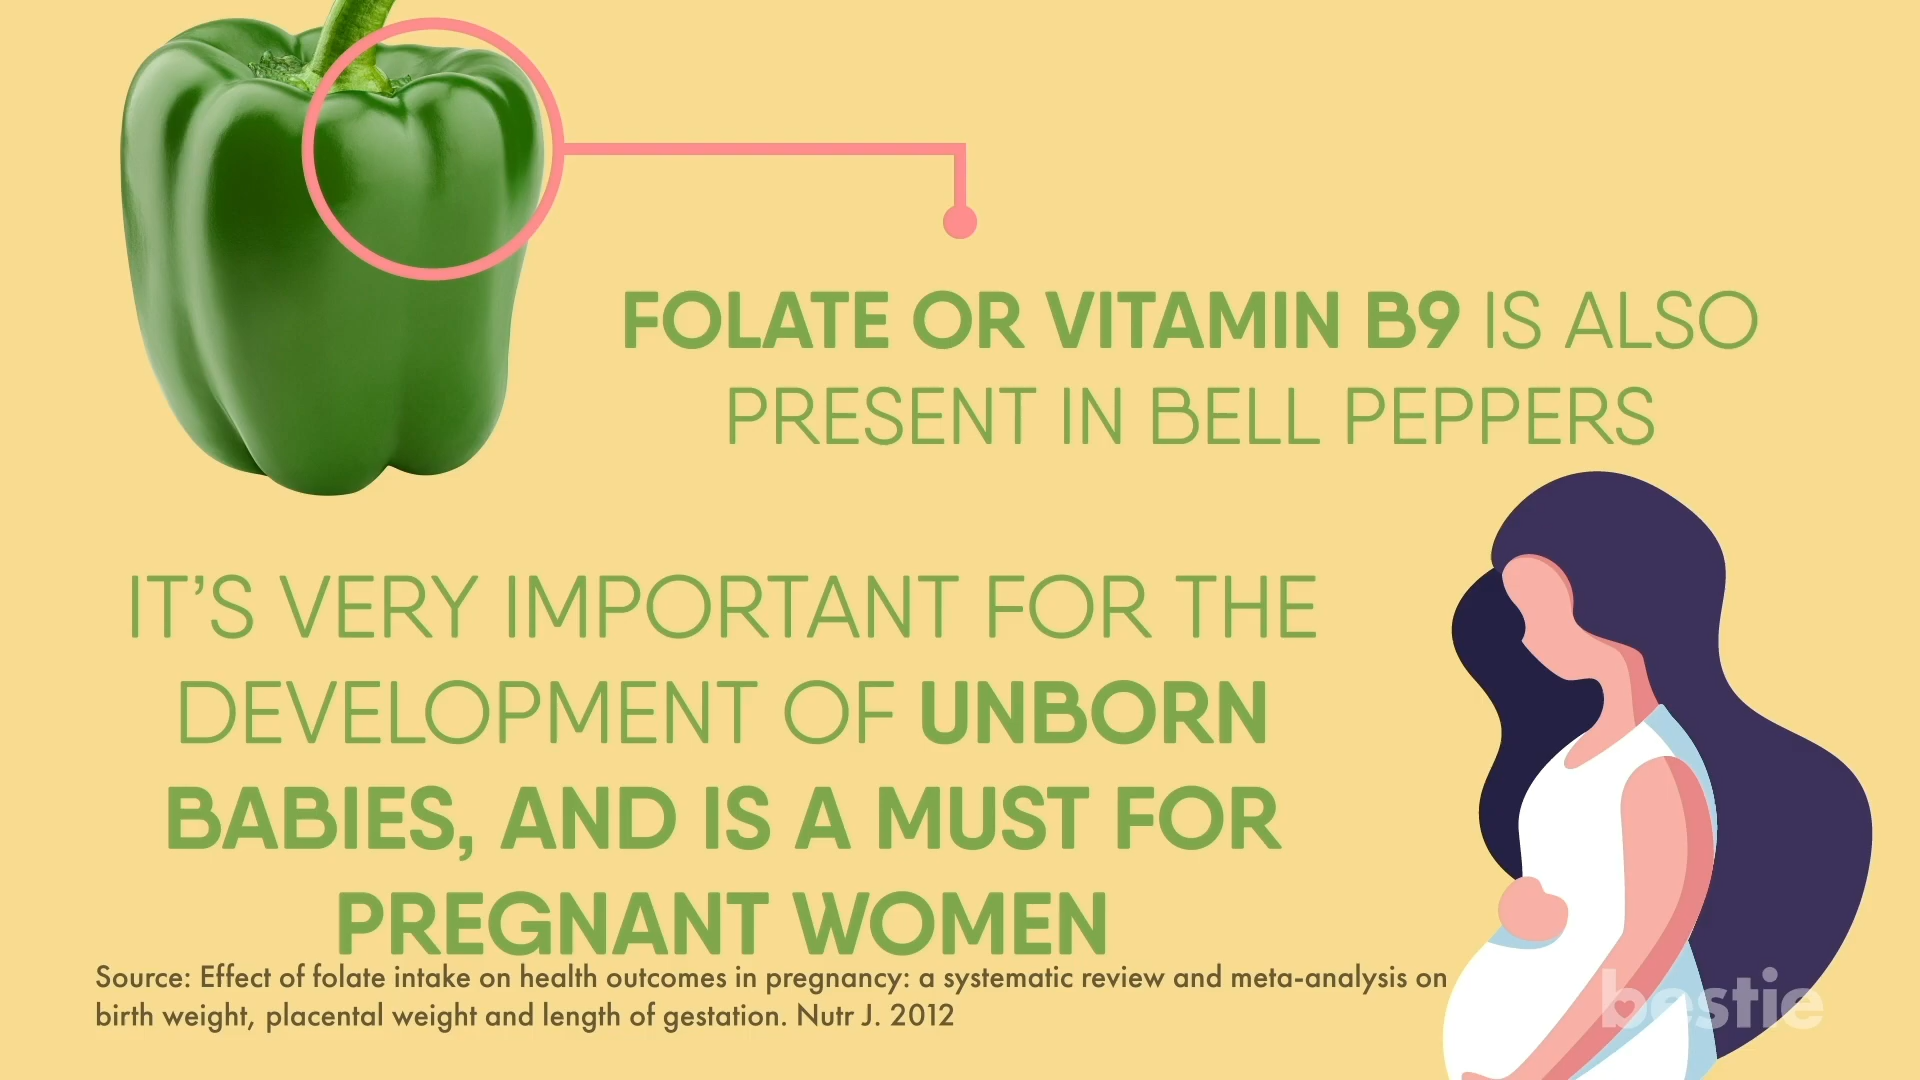 FOLATE OR VITAMIN B9 IS ALSO
PRESENT IN BELL PEPPERS
IT'S VERY IMPORTANT FOR THE
DEVELOPMENT OF UNBORN
BABIES, AND IS A MUST FOR
PREGNANT WOMEN
Source: Effect of folate intake on health outcomes in pregnancy: a systematic review and meta-analysis on
birth weight, placental weight and length of gestation. Nutr J. 2012
bestie